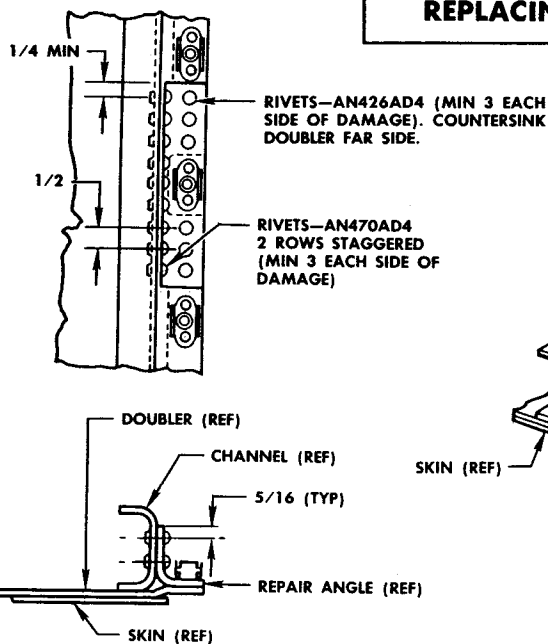 REPLACIN
1/4 MIN
RIVETS—AN426AD4 (MIN 3 EACH
SIDE OF DAMAGE). COUNTERSINK
DOUBLER FAR SIDE.
1/2
RIVETS—AN470AD4
2 ROWS STAGGERED
(MIN 3 EACH SIDE OF
DAMAGE)
DOUBLER (REF)
CHANNEL (REF)
SKIN (REF)
5/16 (TYP)
REPAIR ANGLE (REF)
SKIN (REF)